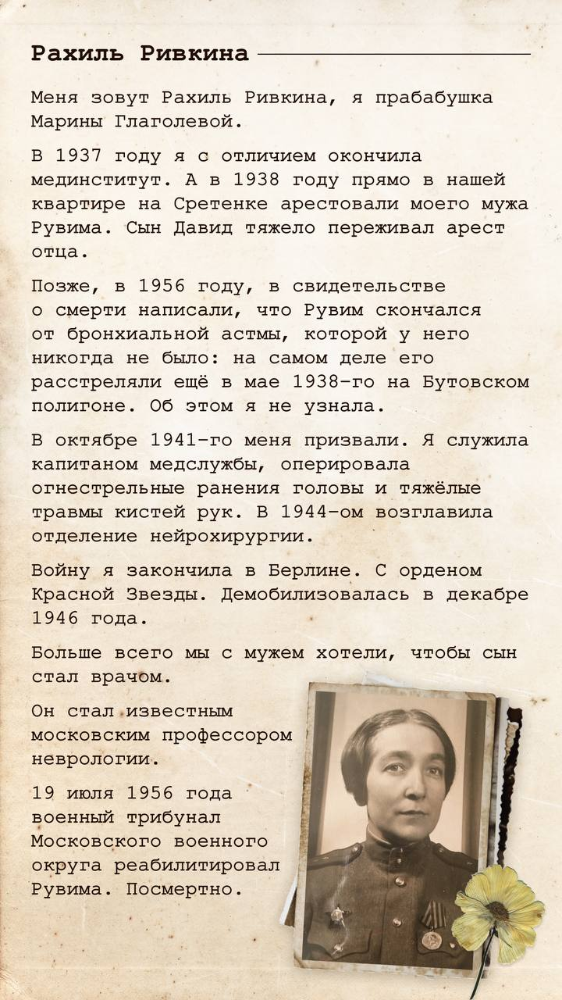 Рахиль Ривкина
Меня зовут Рахиль Ривкина, я прабабушка
Марины Глаголевой.
В 1937 году я с отличием окончила
мединститут. А в 1938 году прямо в нашей
квартире на Сретенке арестовали моего мужа
Рувима. Сын Давид тяжело переживал арест
отца.
Позже, в 1956 году, в свидетельстве
о смерти написали, что Рувим скончался
от бронхиальной астмы, которой у него
никогда не было: на самом деле его
расстреляли ещё в мае 1938-го на Бутовском
полигоне. Об этом я не узнала.
В октябре 1941-го меня призвали. Я служила
капитаном медслужбы, оперировала
огнестрельные ранения головы и тяжёлые
травмы кистей рук. В 1944-ом возглавила
отделение нейрохирургии.
Войну я закончила в Берлине. С орденом
Красной Звезды. Демобилизовалась в декабре
1946 года.
Больше всего мы с мужем хотели, чтобы сын
стал врачом.
Он стал известным
московским профессором
неврологии.
19 июля 1956 года
военный трибунал
Московского военного
округа реабилитировал
Рувима. Посмертно.